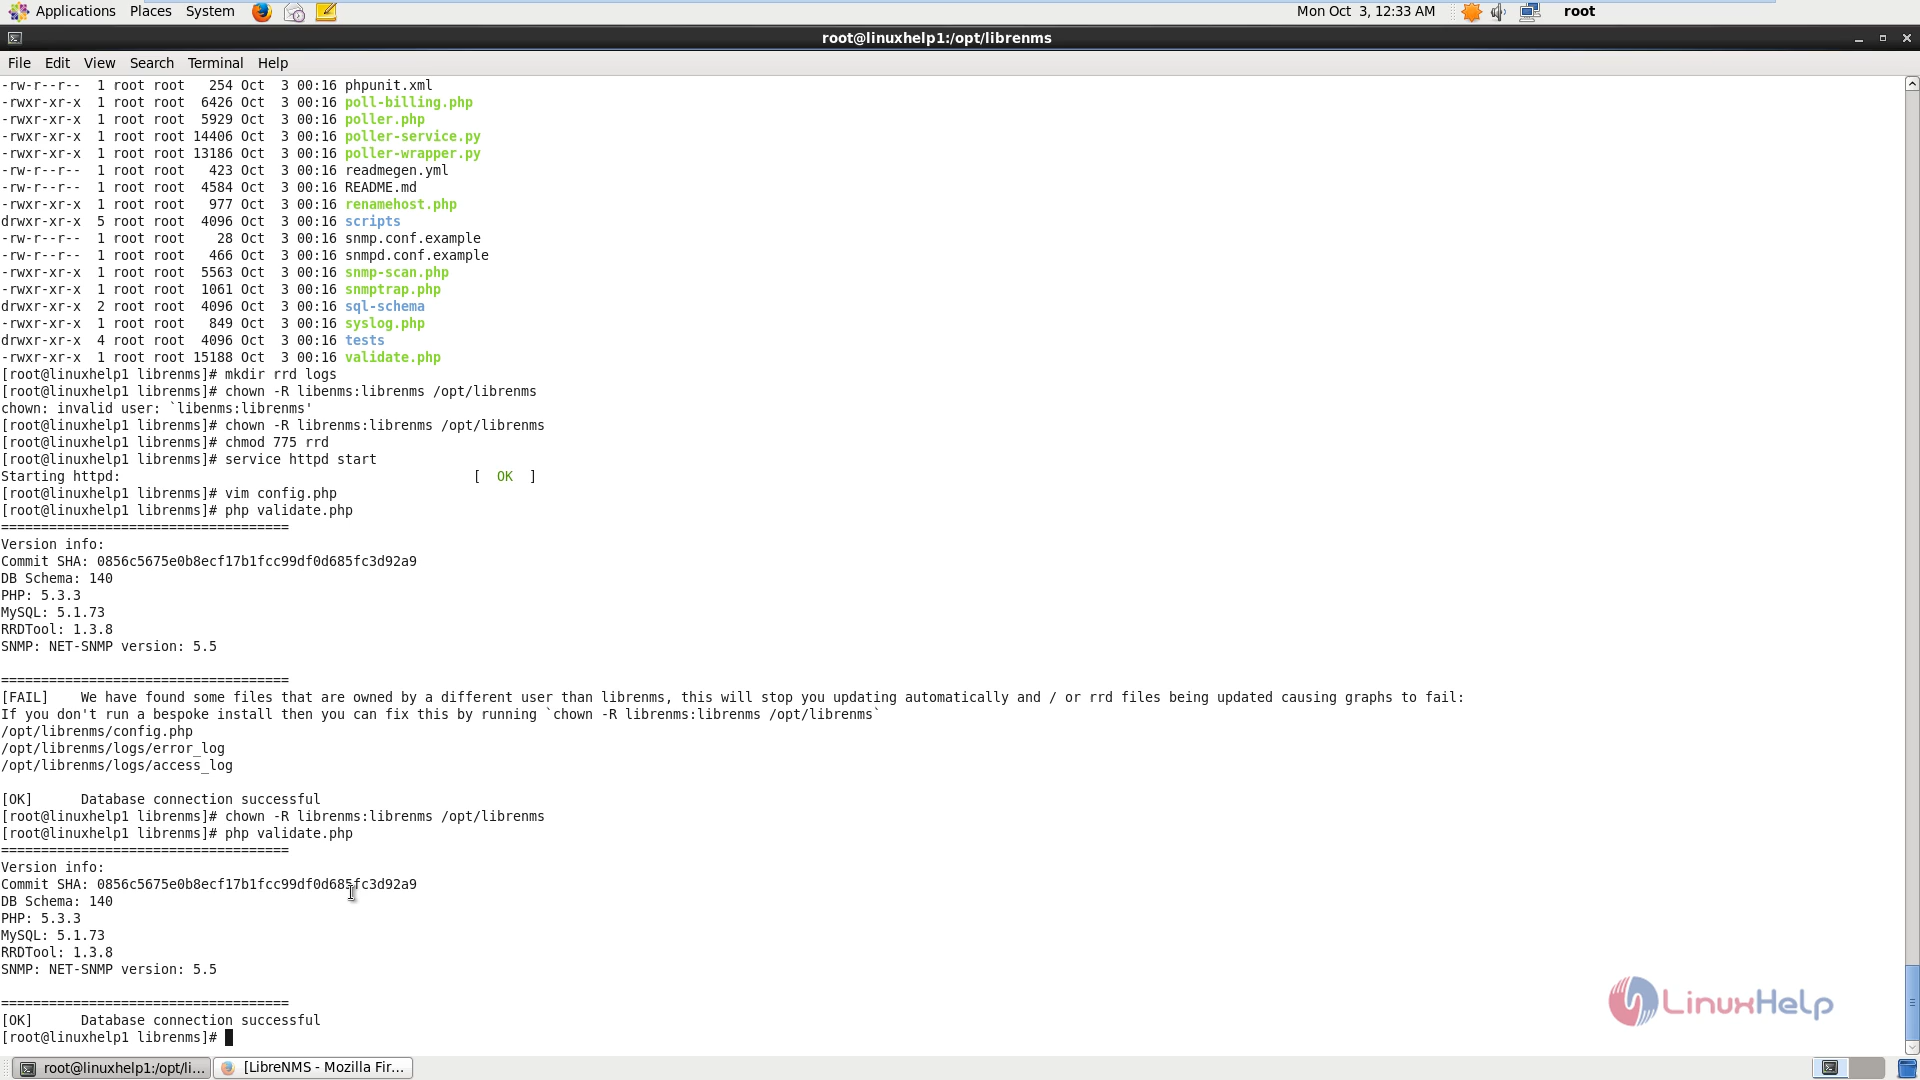 Applications Places System Mon Oct  3, 12:33 AM root
root@linuxhelp1:/opt/librenms
File Edit View Search Terminal Help
-rw-r--r--  1 root root   254 Oct  3 00:16 phpunit.xml
-rwxr-xr-x  1 root root  6426 Oct  3 00:16 poll-billing.php
-rwxr-xr-x  1 root root  5929 Oct  3 00:16 poller.php
-rwxr-xr-x  1 root root 14406 Oct  3 00:16 poller-service.py
-rwxr-xr-x  1 root root 13186 Oct  3 00:16 poller-wrapper.py
-rw-r--r--  1 root root   423 Oct  3 00:16 readmegen.yml
-rw-r--r--  1 root root  4584 Oct  3 00:16 README.md
-rwxr-xr-x  1 root root   977 Oct  3 00:16 renamehost.php
drwxr-xr-x  5 root root  4096 Oct  3 00:16 scripts
-rw-r--r--  1 root root    28 Oct  3 00:16 snmp.conf.example
-rw-r--r--  1 root root   466 Oct  3 00:16 snmpd.conf.example
-rwxr-xr-x  1 root root  5563 Oct  3 00:16 snmp-scan.php
-rwxr-xr-x  1 root root  1061 Oct  3 00:16 snmptrap.php
drwxr-xr-x  2 root root  4096 Oct  3 00:16 sql-schema
-rwxr-xr-x  1 root root   849 Oct  3 00:16 syslog.php
drwxr-xr-x  4 root root  4096 Oct  3 00:16 tests
-rwxr-xr-x  1 root root 15188 Oct  3 00:16 validate.php
[root@linuxhelp1 librenms]# mkdir rrd logs
[root@linuxhelp1 librenms]# chown -R libenms:librenms /opt/librenms
chown: invalid user: `libenms:librenms'
[root@linuxhelp1 librenms]# chown -R librenms:librenms /opt/librenms
[root@linuxhelp1 librenms]# chmod 775 rrd
[root@linuxhelp1 librenms]# service httpd start
Starting httpd:                                            [  OK  ]
[root@linuxhelp1 librenms]# vim config.php
[root@linuxhelp1 librenms]# php validate.php
====================================
Version info:
Commit SHA: 0856c5675e0b8ecf17b1fcc99df0d685fc3d92a9
DB Schema: 140
PHP: 5.3.3
MySQL: 5.1.73
RRDTool: 1.3.8
SNMP: NET-SNMP version: 5.5
====================================
[FAIL]    We have found some files that are owned by a different user than librenms, this will stop you updating automatically and / or rrd files being updated causing graphs to fail:
If you don't run a bespoke install then you can fix this by running `chown -R librenms:librenms /opt/librenms`
/opt/librenms/config.php
/opt/librenms/logs/error_log
/opt/librenms/logs/access_log
[OK]      Database connection successful
[root@linuxhelp1 librenms]# chown -R librenms:librenms /opt/librenms
[root@linuxhelp1 librenms]# php validate.php
====================================
Version info:
Commit SHA: 0856c5675e0b8ecf17b1fcc99df0d685fc3d92a9
DB Schema: 140
PHP: 5.3.3
MySQL: 5.1.73
RRDTool: 1.3.8
SNMP: NET-SNMP version: 5.5
====================================
[OK]      Database connection successful
[root@linuxhelp1 librenms]#
LinuxHelp
root@linuxhelp1:/opt/li... [LibreNMS - Mozilla Fir...